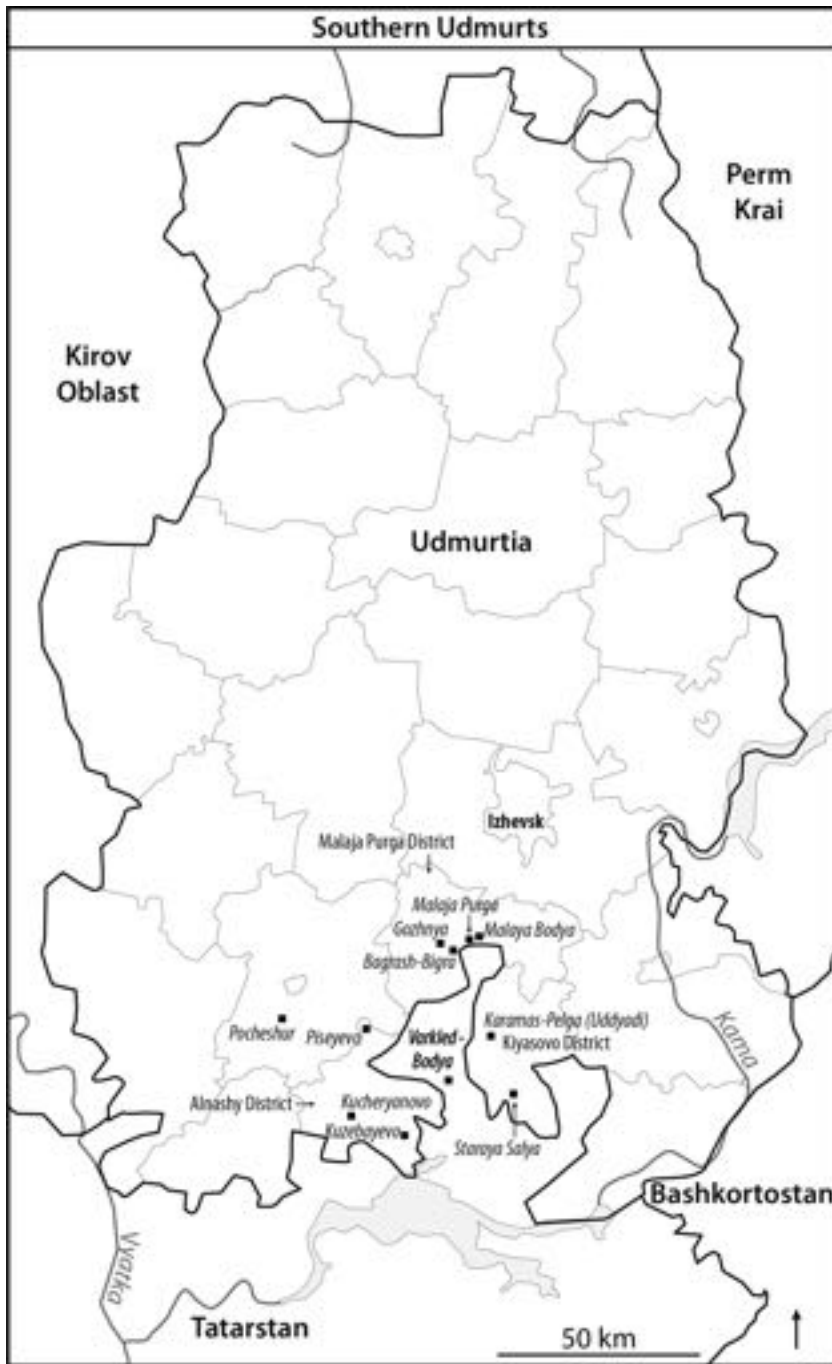 Southern Udmurts
Perm
Krai
Kirov
Oblast
Udmurtia
Izhevsk
Malaja Purga District
Malaja Purga
Gozhnya
Malaya Bodya
Bagrash-Bigra
Pocheshur
Piseyevo
Varkled-
Bodya
Karamas-Pelga (Uddyadi)
Kiyasovo District
Kama
Alnashy District
Kucheryanovo
Kuzebayevo
Staraya Salya
Bashkortostan
Vyatka
Tatarstan
50 km